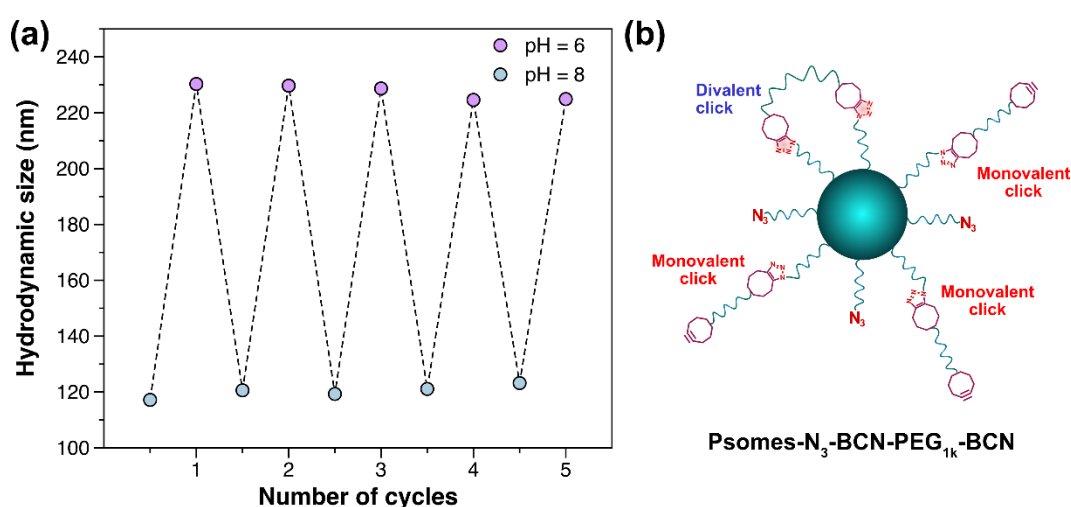 (a)
Hydrodynamic size (nm)
240
220
200
180
160
140
120
100
pH = 6
pH = 8
1
2
3
4
5
Number of cycles
(b)
Divalent
click
Monovalent
click
N₃
N₃
Monovalent
click
Monovalent
click
N₃
Psomes-N₃-BCN-PEG₁ₖ-BCN